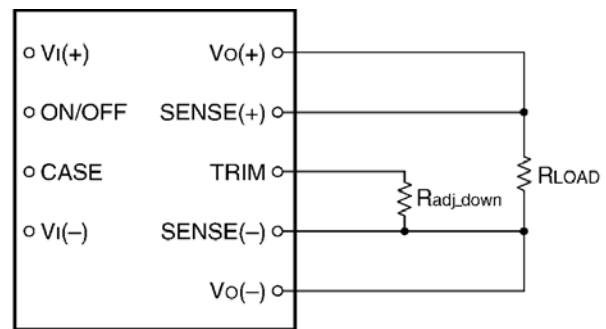 VI(+)
VO(+)
ON/OFF
SENSE(+)
CASE
TRIM
Radj_down
RLOAD
VI(–)
SENSE(–)
VO(–)